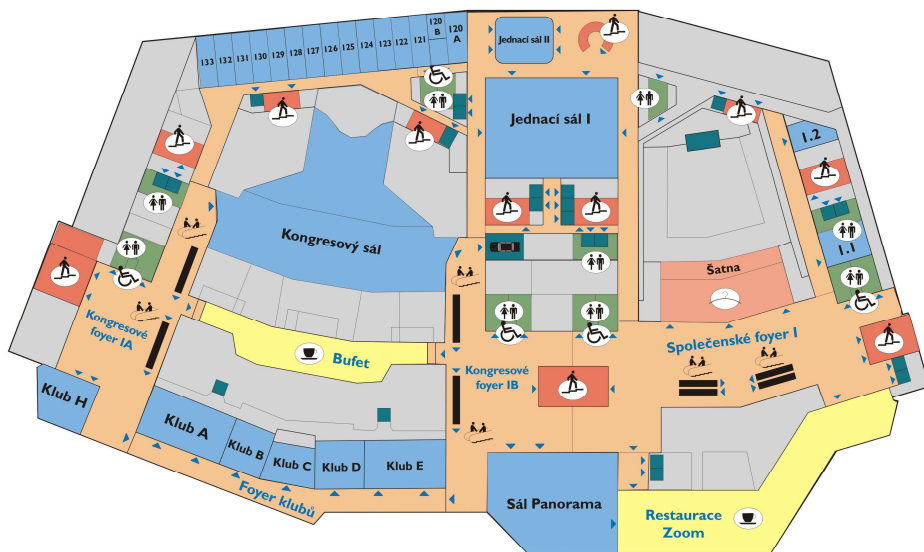 133
132
131
130
129
128
127
126
125
124
123
122
121
120
B
120
A
Jednací sál II
Jednací sál I
1.2
1.1
Kongresový sál
Šatna
Kongresové
foyer IA
Bufet
Kongresové
foyer IB
Společenské foyer I
Klub H
Klub A
Klub B
Klub C
Klub D
Klub E
Foyer klubů
Sál Panorama
Restaurace
Zoom